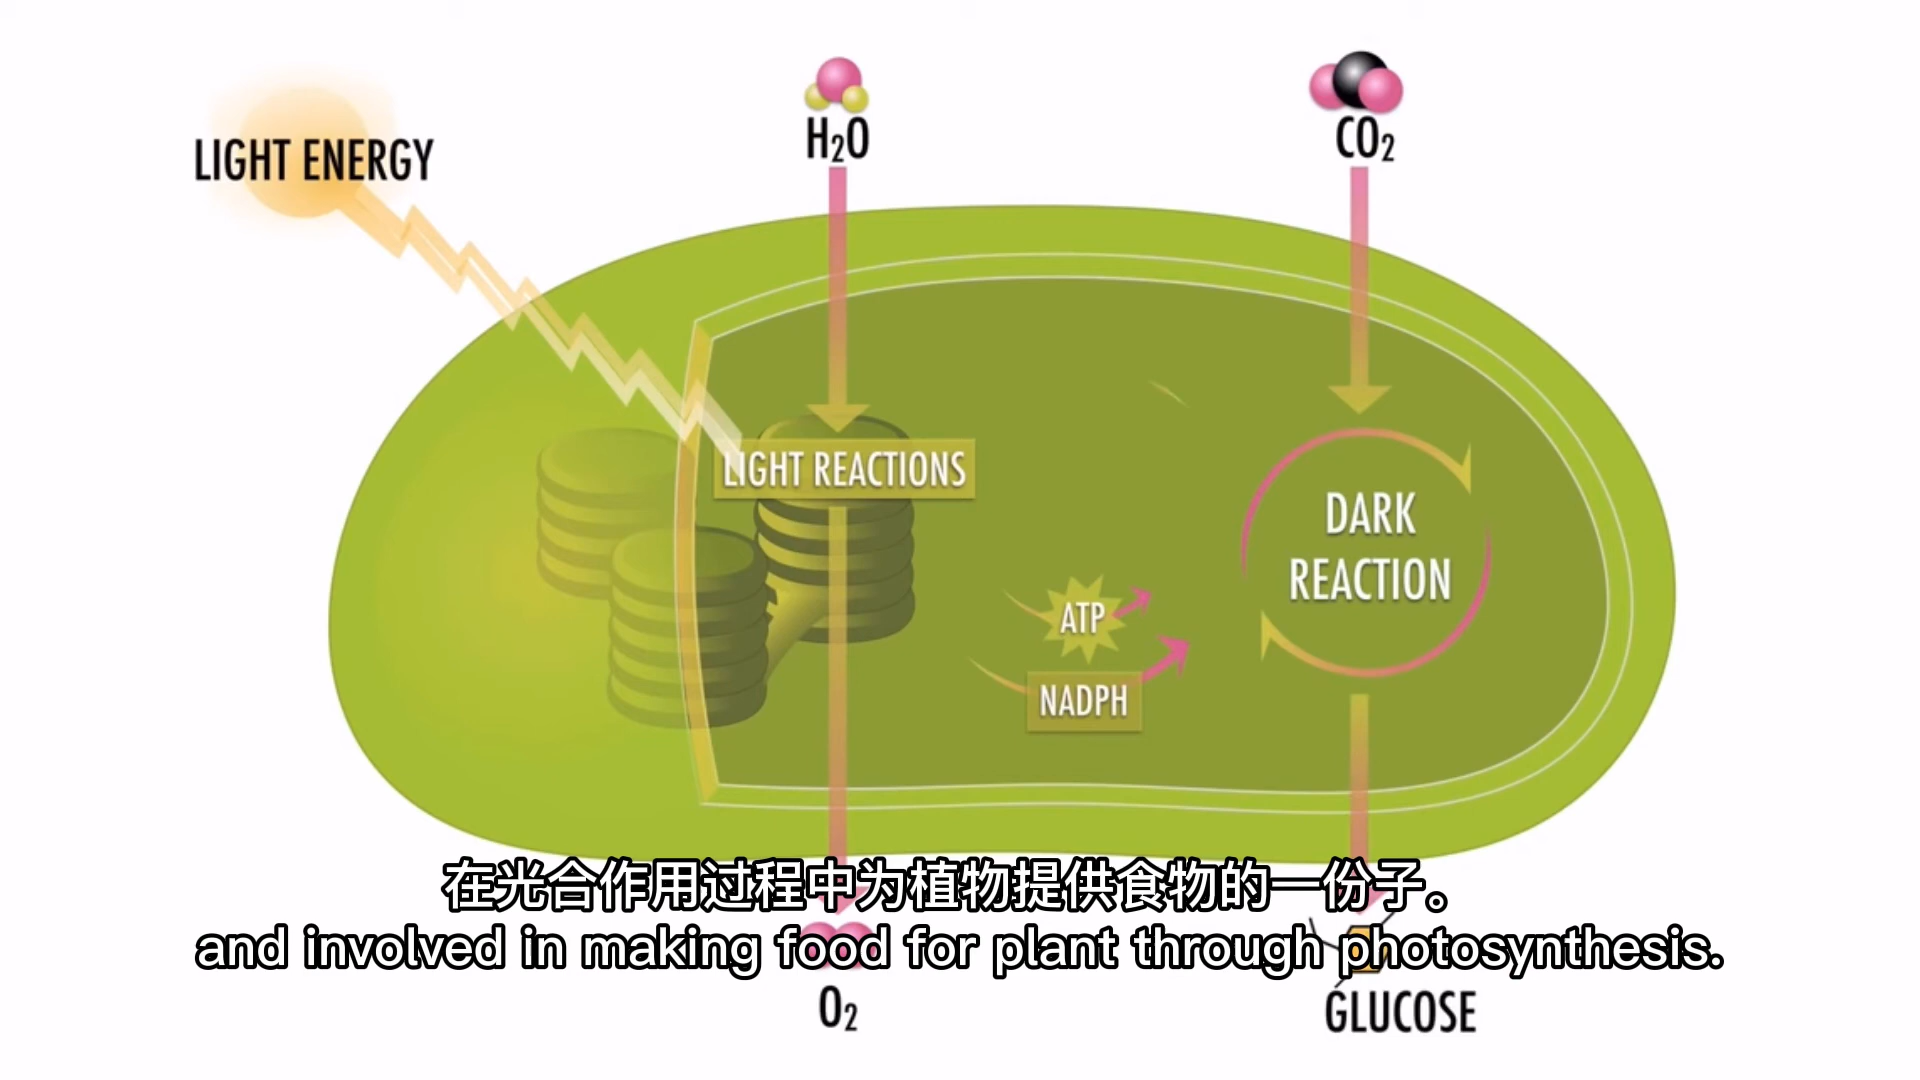 LIGHT ENERGY
H₂O
CO₂
LIGHT REACTIONS
DARK
REACTION
ATP
NADPH
在光合作用过程中为植物提供食物的一份子。
and involved in making food for plant through photosynthesis.
O₂
GLUCOSE